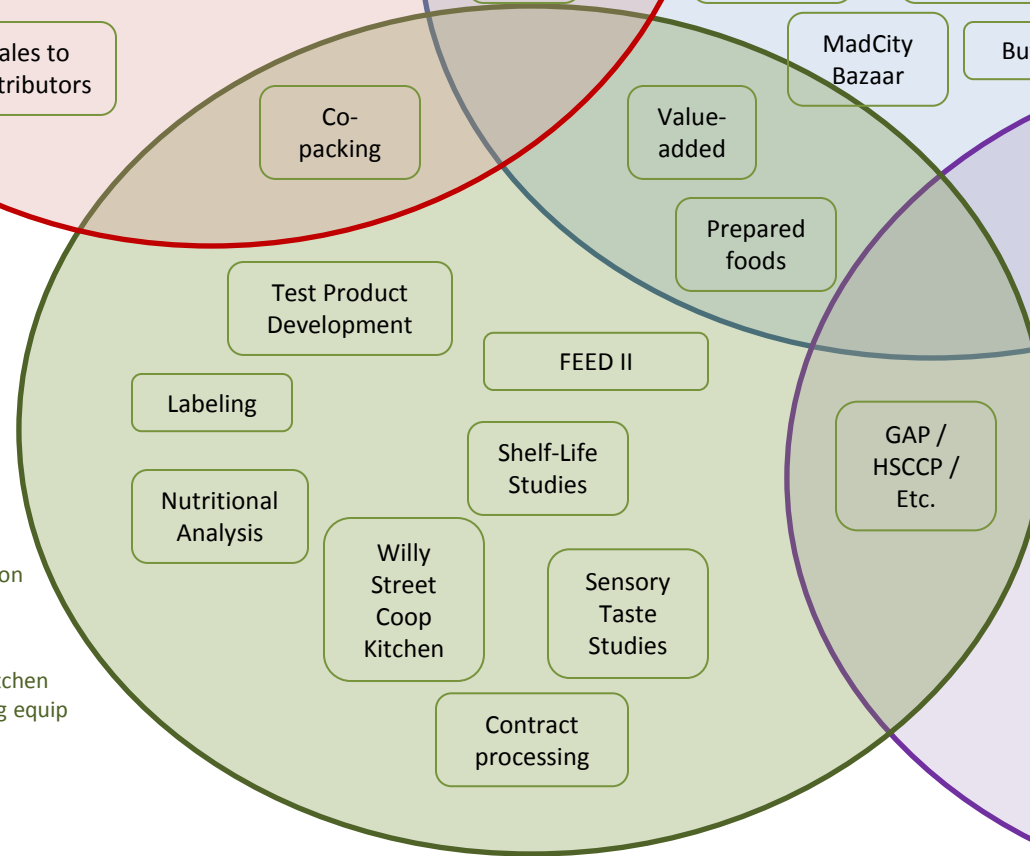 ales to
tributors
Co-
packing
Value-
added
MadCity
Bazaar
Bu
Prepared
foods
Test Product
Development
FEED II
Labeling
Shelf-Life
Studies
GAP /
HSCCP /
Etc.
Nutritional
Analysis
Willy
Street
Coop
Kitchen
Sensory
Taste
Studies
on
tchen
g equip
Contract
processing